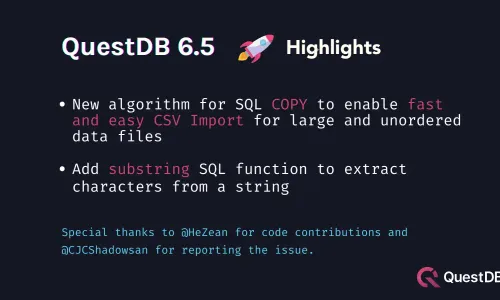 QuestDB 6.5 🚀 Highlights
• New algorithm for SQL COPY to enable fast
and easy CSV Import for large and unordered
data files
• Add substring SQL function to extract
characters from a string
Special thanks to @HeZean for code contributions and
@CJCShadowsan for reporting the issue.
QuestDB